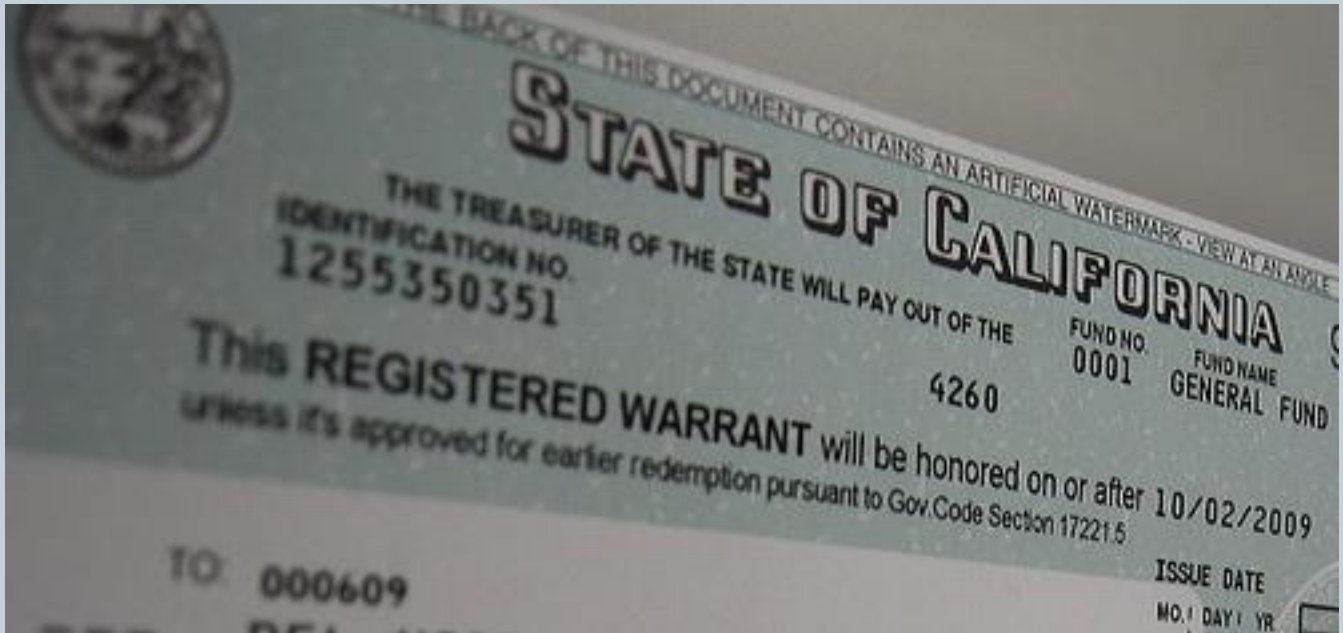 THE BACK OF THIS DOCUMENT CONTAINS AN ARTIFICIAL WATERMARK - VIEW AT AN ANGLE
STATE OF CALIFORNIA
THE TREASURER OF THE STATE WILL PAY OUT OF THE
IDENTIFICATION NO.
1255350351
FUND NO.
0001
FUND NAME
GENERAL FUND
4260
This REGISTERED WARRANT will be honored on or after 10/02/2009
unless it's approved for earlier redemption pursuant to Gov.Code Section 17221.5
TO: 000609
ISSUE DATE
MO. DAY YR